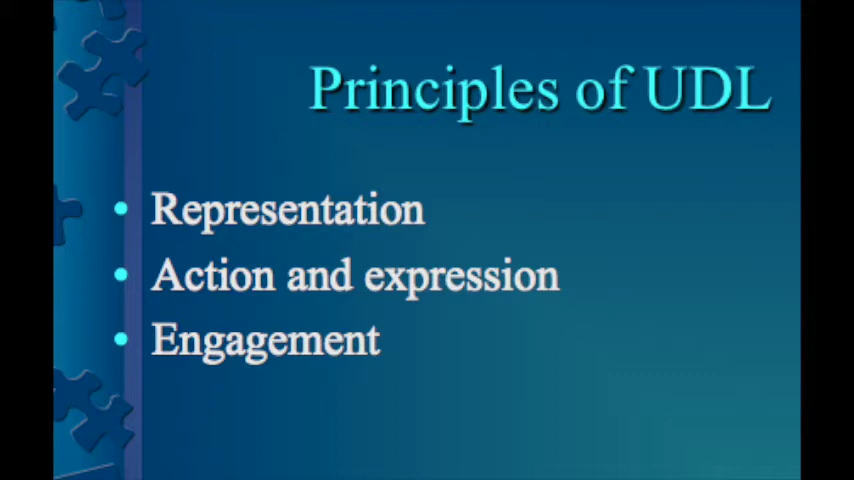 Principles of UDL
• Representation
• Action and expression
• Engagement